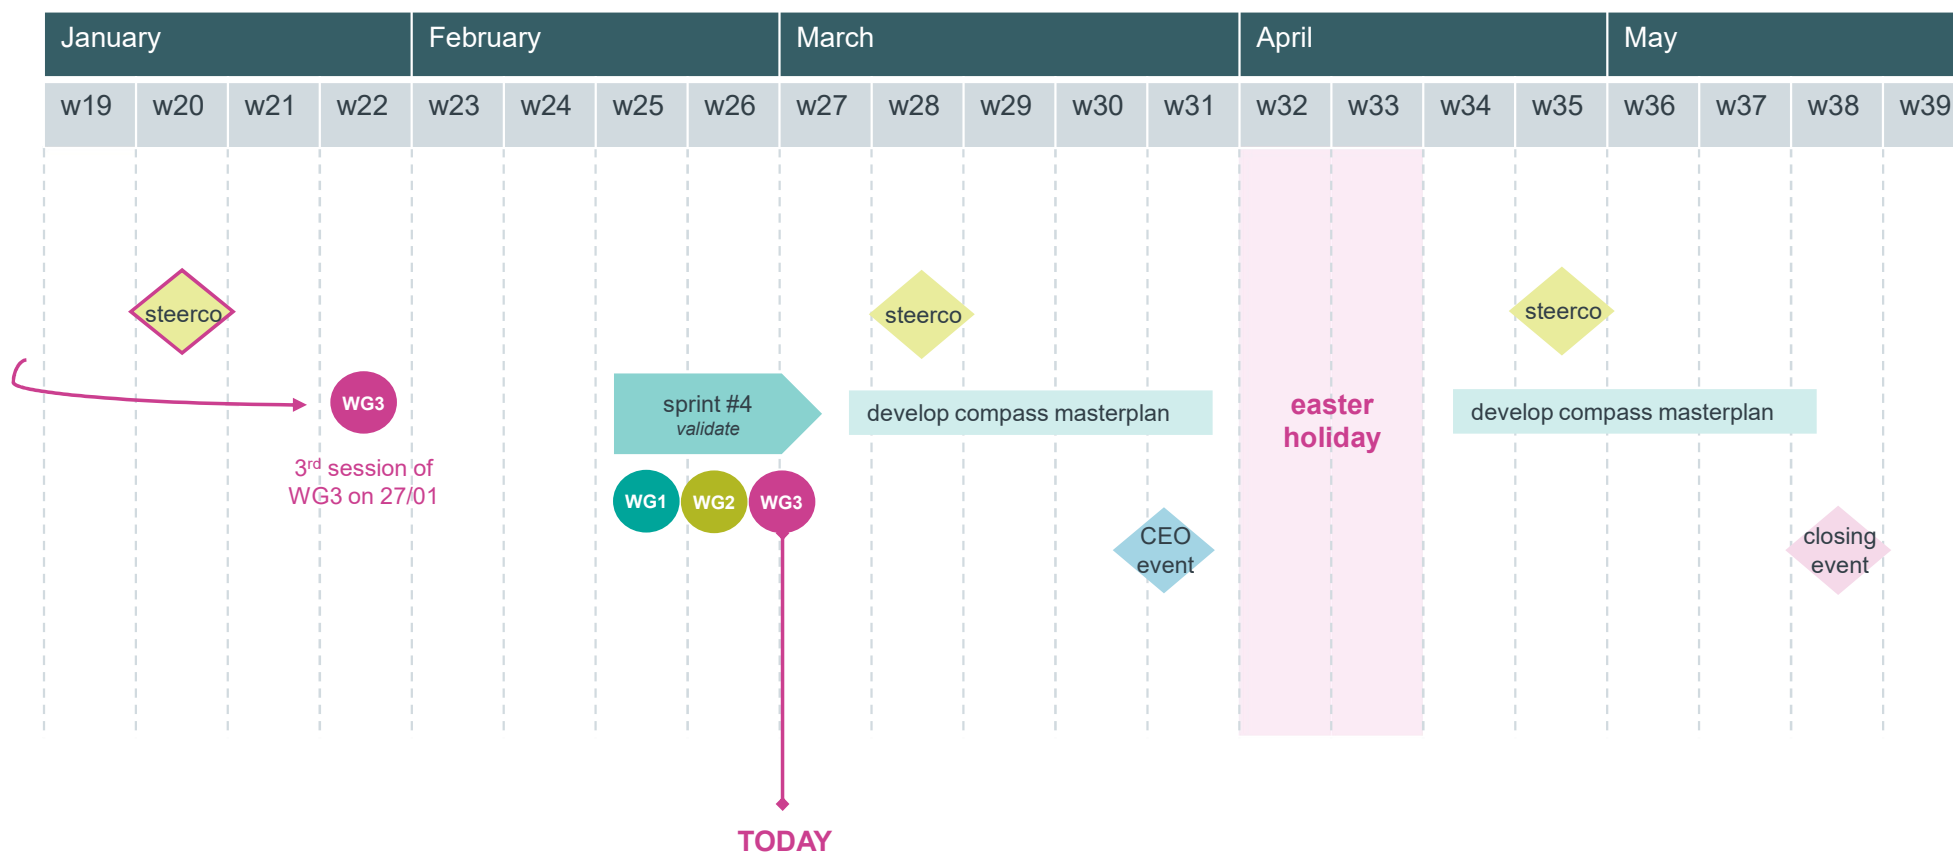 January February March April May
w19 w20 w21 w22 w23 w24 w25 w26 w27 w28 w29 w30 w31 w32 w33 w34 w35 w36 w37 w38 w39
steerco steerco steerco
WG3
3rd session of
WG3 on 27/01
sprint #4
validate
WG1 WG2 WG3
develop compass masterplan
CEO
event
easter
holiday
develop compass masterplan
closing
event
TODAY